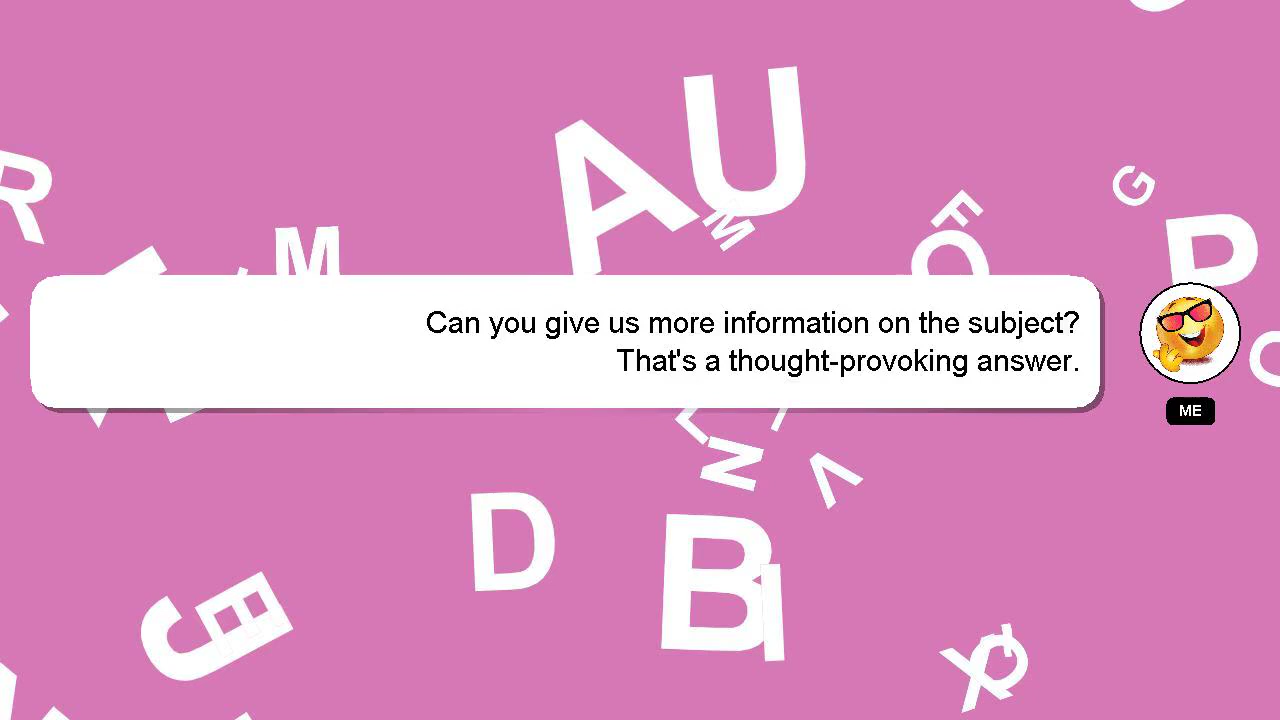 Can you give us more information on the subject?
That's a thought-provoking answer.
ME
R
M
A
U
M
F
O
G
P
D
B
I
N
V
J
E
X
Q